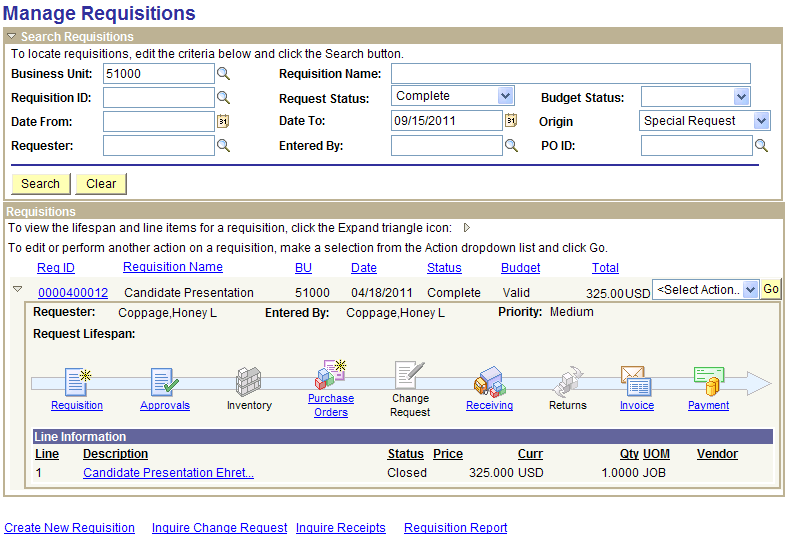 Manage Requisitions
Search Requisitions
To locate requisitions, edit the criteria below and click the Search button.
Business Unit: 51000 Requisition Name:
Requisition ID: Request Status: Complete Budget Status:
Date From: 31 Date To: 09/15/2011 31 Origin Special Request
Requester: Entered By: PO ID:
Search Clear
Requisitions
To view the lifespan and line items for a requisition, click the Expand triangle icon:
To edit or perform another action on a requisition, make a selection from the Action dropdown list and click Go.
Req ID Requisition Name BU Date Status Budget Total
0000400012 Candidate Presentation 51000 04/18/2011 Complete Valid 325.00 USD <Select Action.. Go
Requester: Coppage,Honey L Entered By: Coppage,Honey L Priority: Medium
Request Lifespan:
Requisition Approvals Inventory Purchase Orders Change Request Receiving Returns Invoice Payment
Line Information
Line Description Status Price Curr Qty UOM Vendor
1 Candidate Presentation Ehret... Closed 325.000 USD 1.0000 JOB
Create New Requisition Inquire Change Request Inquire Receipts Requisition Report